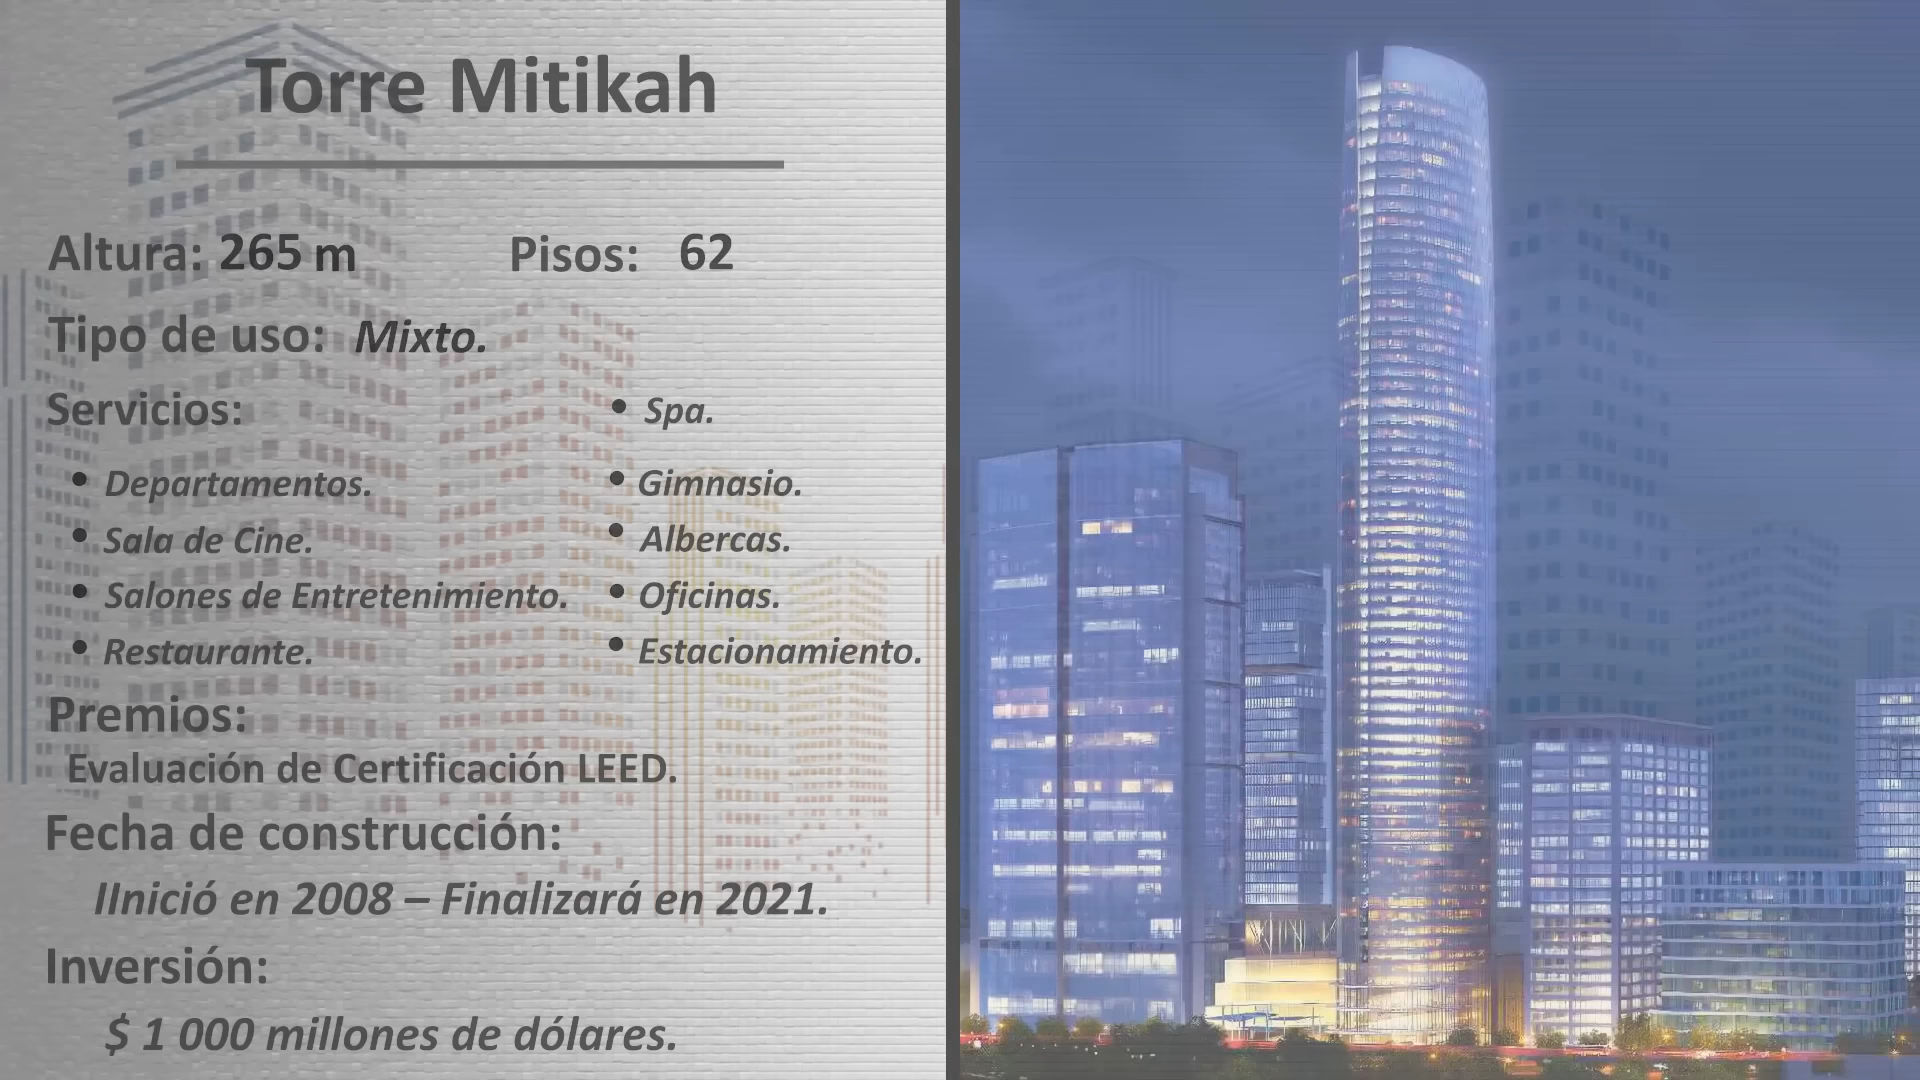 Torre Mitikah
Altura: 265 m Pisos: 62
Tipo de uso: Mixto.
Servicios:
• Departamentos.
• Sala de Cine.
• Salones de Entretenimiento.
• Restaurante.
• Spa.
• Gimnasio.
• Albercas.
• Oficinas.
• Estacionamiento.
Premios:
Evaluación de Certificación LEED.
Fecha de construcción:
IInició en 2008 – Finalizará en 2021.
Inversión:
$ 1 000 millones de dólares.